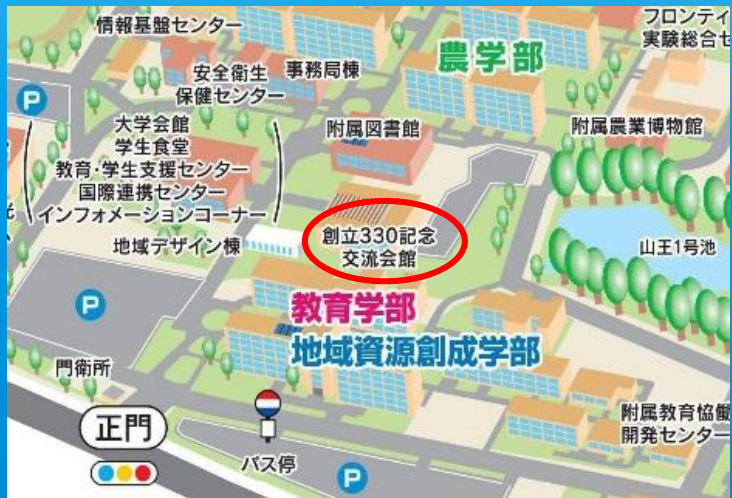 情報基盤センター
フロンティ
実験総合セ
農学部
安全衛生
保健センター
事務局棟
P
大学会館
学生食堂
教育・学生支援センター
国際連携センター
インフォメーションコーナー
附属図書館
附属農業博物館
地域デザイン棟
創立330記念
交流会館
山王1号池
P
教育学部
地域資源創成学部
門衛所
正門
バス停
P
附属教育協働
開発センター